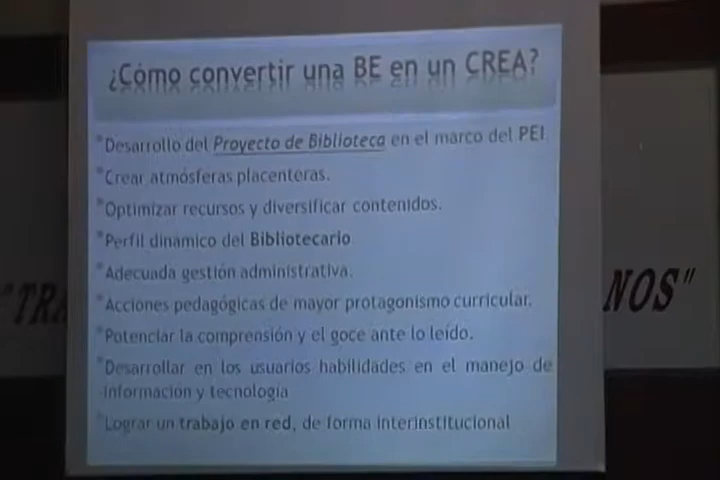 ¿Cómo convertir una BE en un CREA?
*Desarrollo del Proyecto de Biblioteca en el marco del PEI.
*Crear atmósferas placenteras.
*Optimizar recursos y diversificar contenidos.
*Perfil dinámico del Bibliotecario
*Adecuada gestión administrativa.
*Acciones pedagógicas de mayor protagonismo curricular.
*Potenciar la comprensión y el goce ante lo leído.
*Desarrollar en los usuarios habilidades en el manejo de
información y tecnología
*Lograr un trabajo en red, de forma interinstitucional
"TRA
NOS"